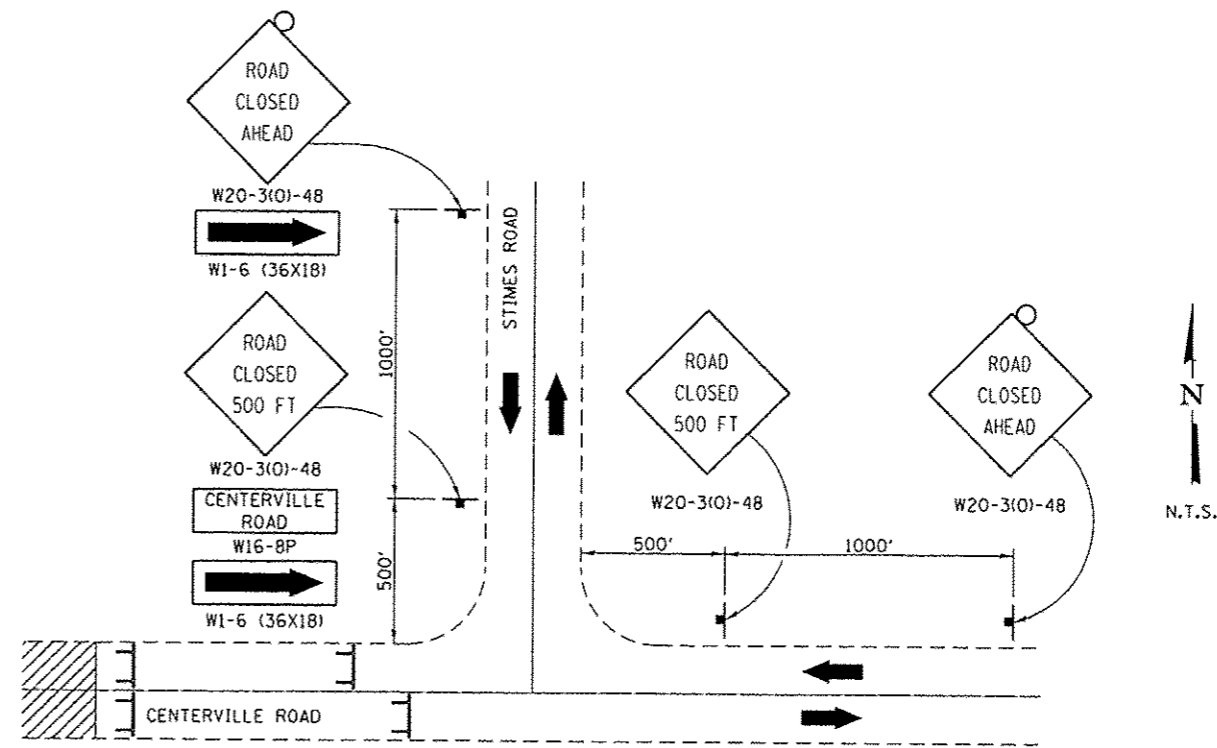 ROAD
CLOSED
AHEAD
W20-3(O)-48
W1-6 (36X18)
ROAD
CLOSED
500 FT
W20-3(O)-48
CENTERVILLE
ROAD
W16-8P
W1-6 (36X18)
1000'
500'
STIMES ROAD
ROAD
CLOSED
500 FT
W20-3(O)-48
ROAD
CLOSED
AHEAD
W20-3(O)-48
500'
1000'
N
N.T.S.
CENTERVILLE ROAD